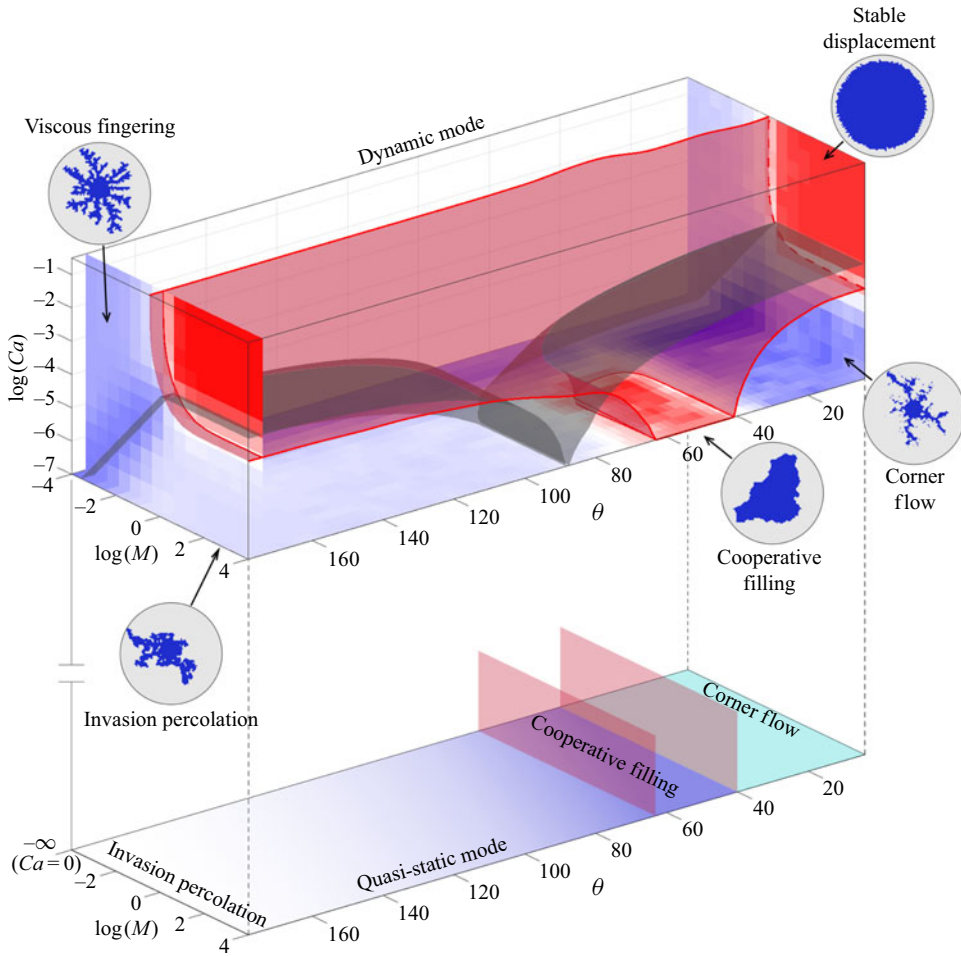 Stable
displacement
Viscous fingering
Dynamic mode
−1
−2
−3
−4
−5
−6
−7
log(Ca)
−4
−2
0
2
4
log(M)
160
140
120
100
80
60
40
20
θ
Corner
flow
Cooperative
filling
Invasion percolation
Corner flow
Cooperative filling
Quasi-static mode
Invasion percolation
−∞
(Ca=0)
−2
0
2
4
log(M)
160
140
120
100
80
60
40
20
θ